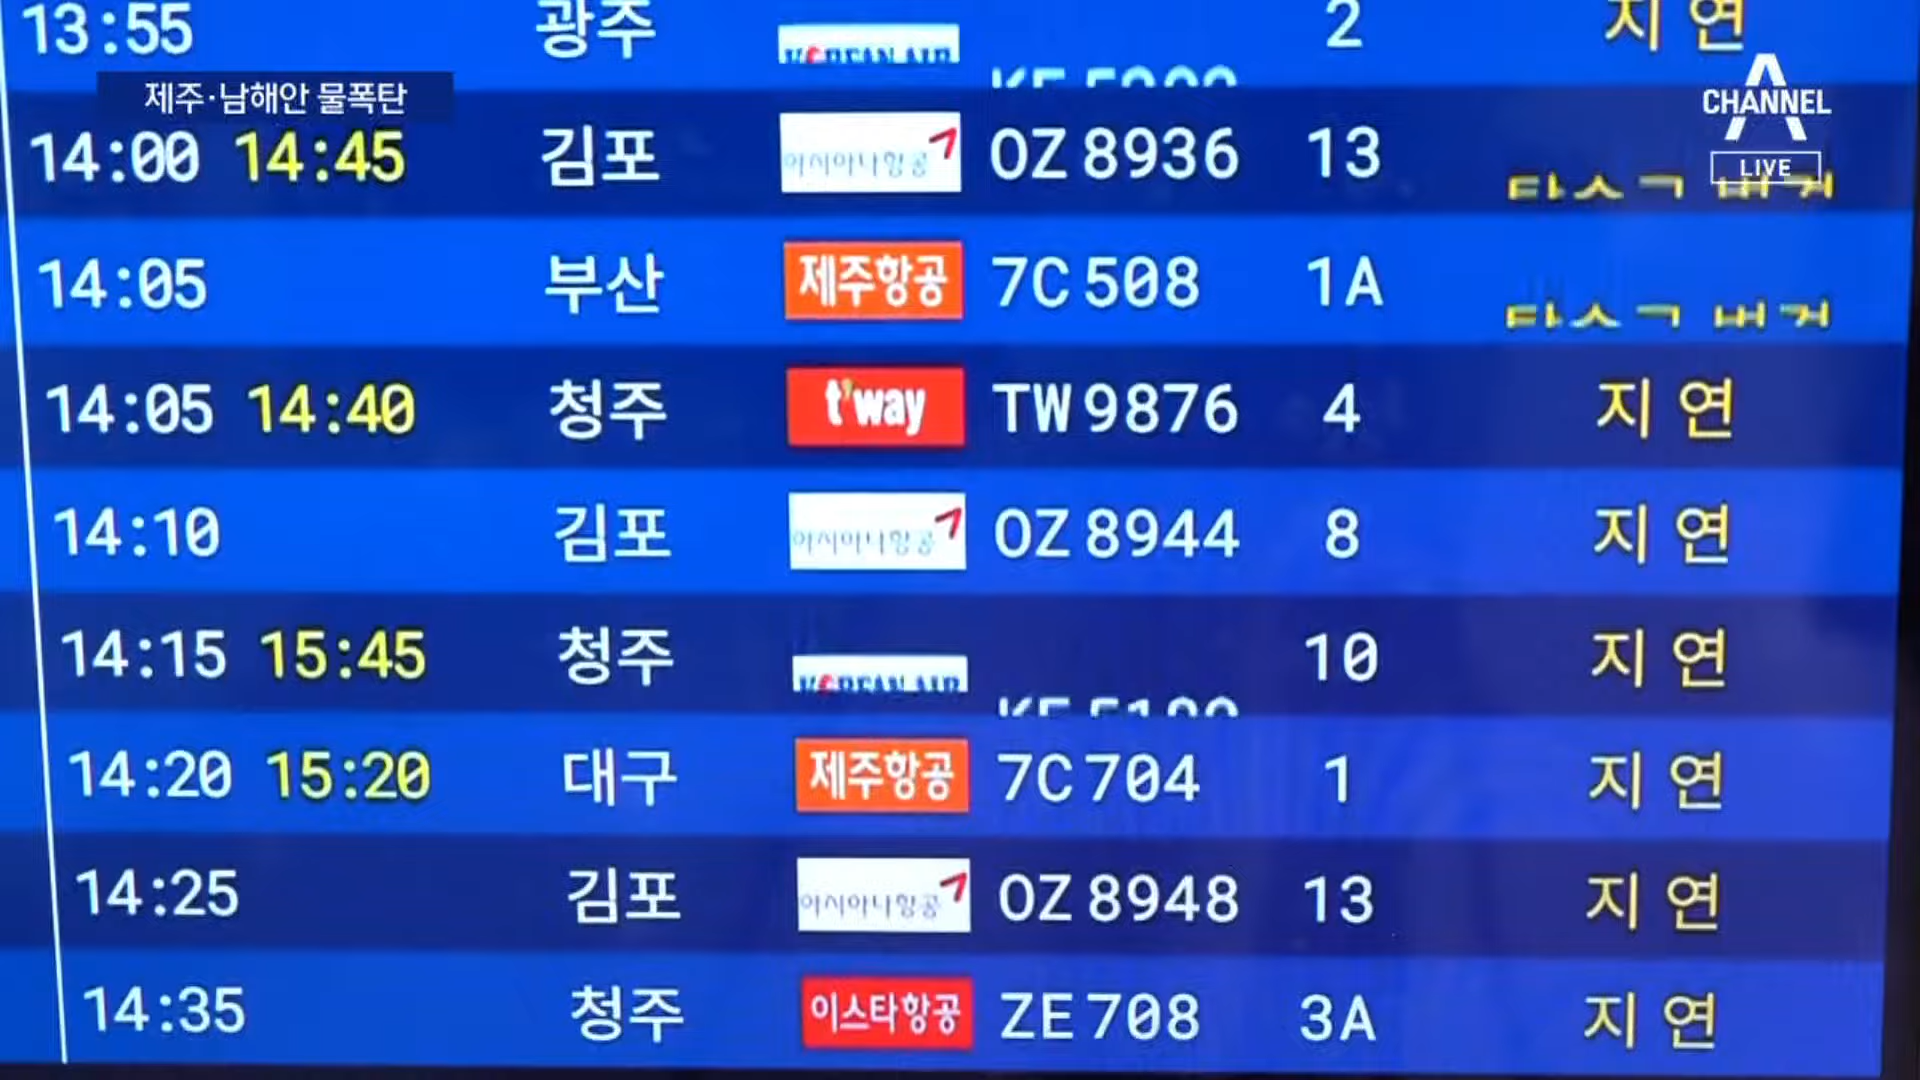 13:55 광주 KOREAN AIR 2 지연
제주·남해안 물폭탄
CHANNEL A
LIVE
14:00 14:45 김포 아시아나항공 OZ 8936 13
14:05 부산 제주항공 7C 508 1A
14:05 14:40 청주 t'way TW 9876 4 지연
14:10 김포 아시아나항공 OZ 8944 8 지연
14:15 15:45 청주 KOREAN AIR 10 지연
14:20 15:20 대구 제주항공 7C 704 1 지연
14:25 김포 아시아나항공 OZ 8948 13 지연
14:35 청주 이스타항공 ZE 708 3A 지연